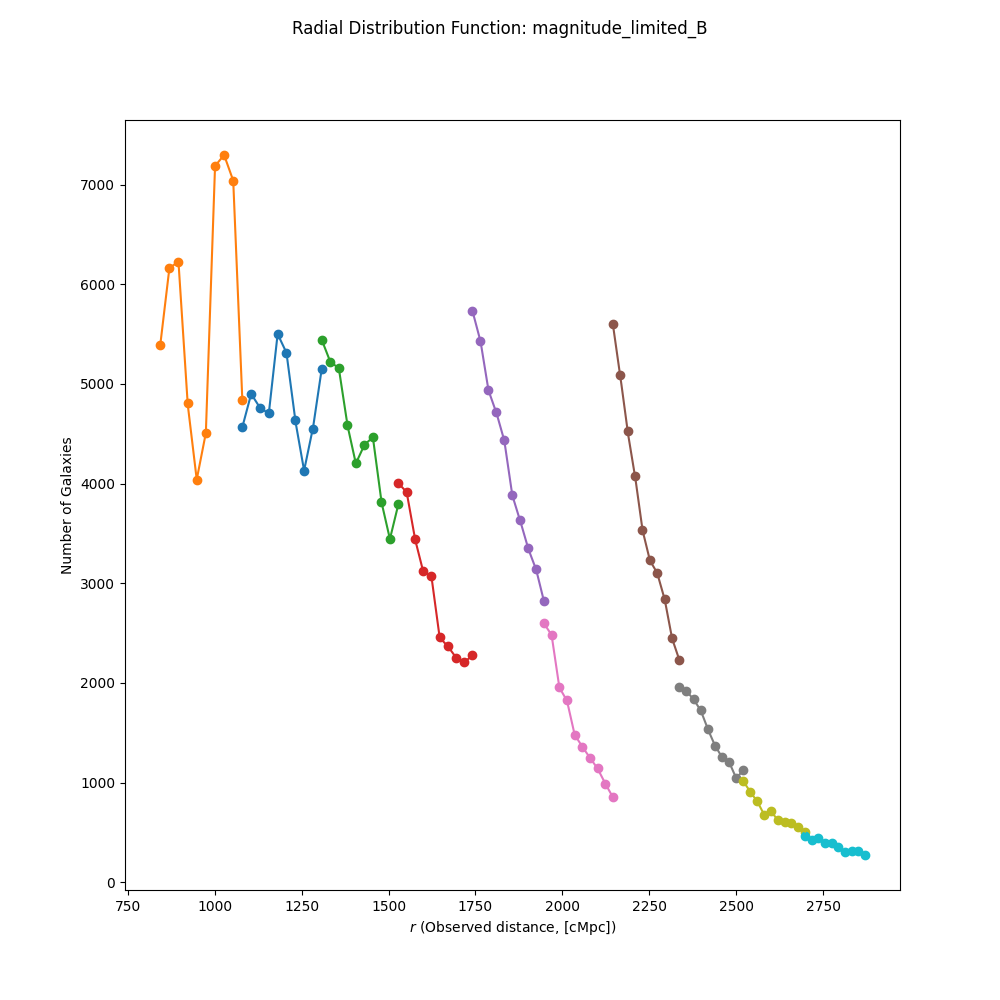 Radial Distribution Function: magnitude_limited_B
7000
6000
5000
4000
3000
2000
1000
0
Number of Galaxies
750 1000 1250 1500 1750 2000 2250 2500 2750
r (Observed distance, [cMpc])